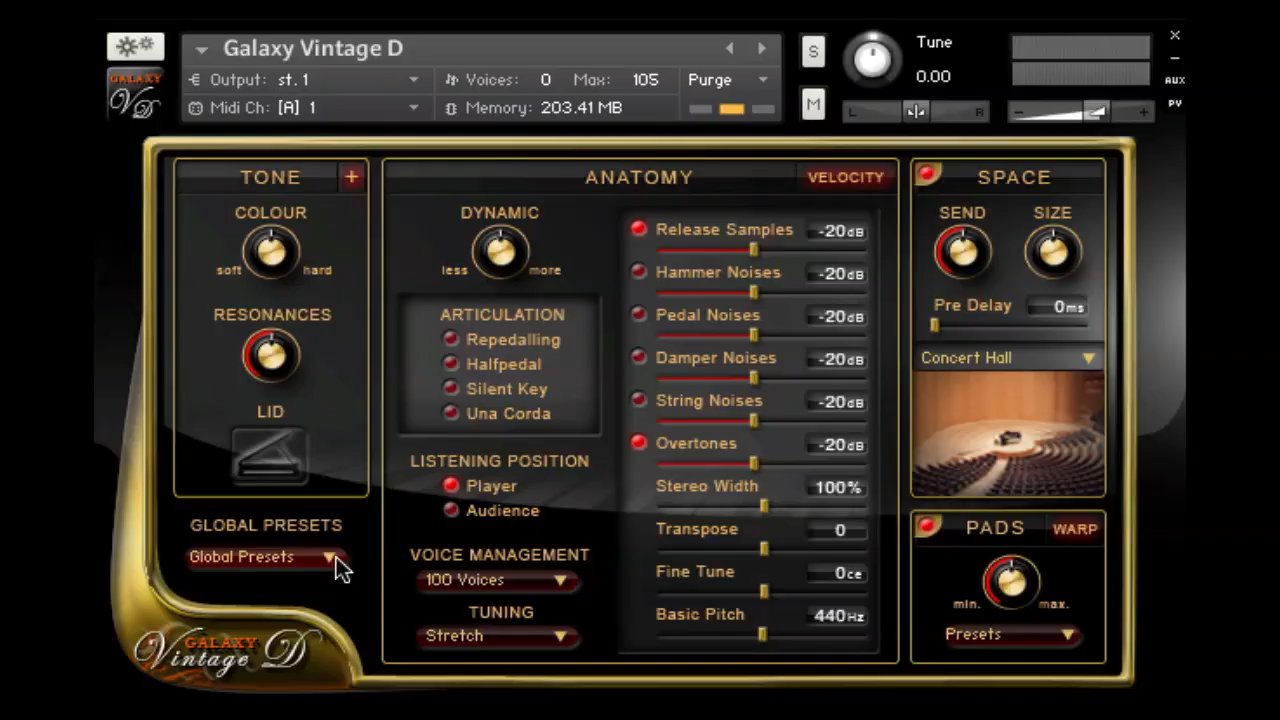 Galaxy Vintage D
Output: st. 1
Voices: 0 Max: 105
Purge
Midi Ch: [A] 1
Memory: 203.41 MB
S
M
Tune
0.00
L R
- +
AUX
PV
GALAXY
VD
TONE +
COLOUR
soft hard
RESONANCES
LID
GLOBAL PRESETS
Global Presets
GALAXY
Vintage D
ANATOMY
VELOCITY
DYNAMIC
less more
ARTICULATION
Repedalling
Halfpedal
Silent Key
Una Corda
LISTENING POSITION
Player
Audience
VOICE MANAGEMENT
100 Voices
TUNING
Stretch
Release Samples -20dB
Hammer Noises -20dB
Pedal Noises -20dB
Damper Noises -20dB
String Noises -20dB
Overtones -20dB
Stereo Width 100%
Transpose 0
Fine Tune 0ce
Basic Pitch 440Hz
SPACE
SEND SIZE
Pre Delay 0ms
Concert Hall
PADS WARP
min. max.
Presets